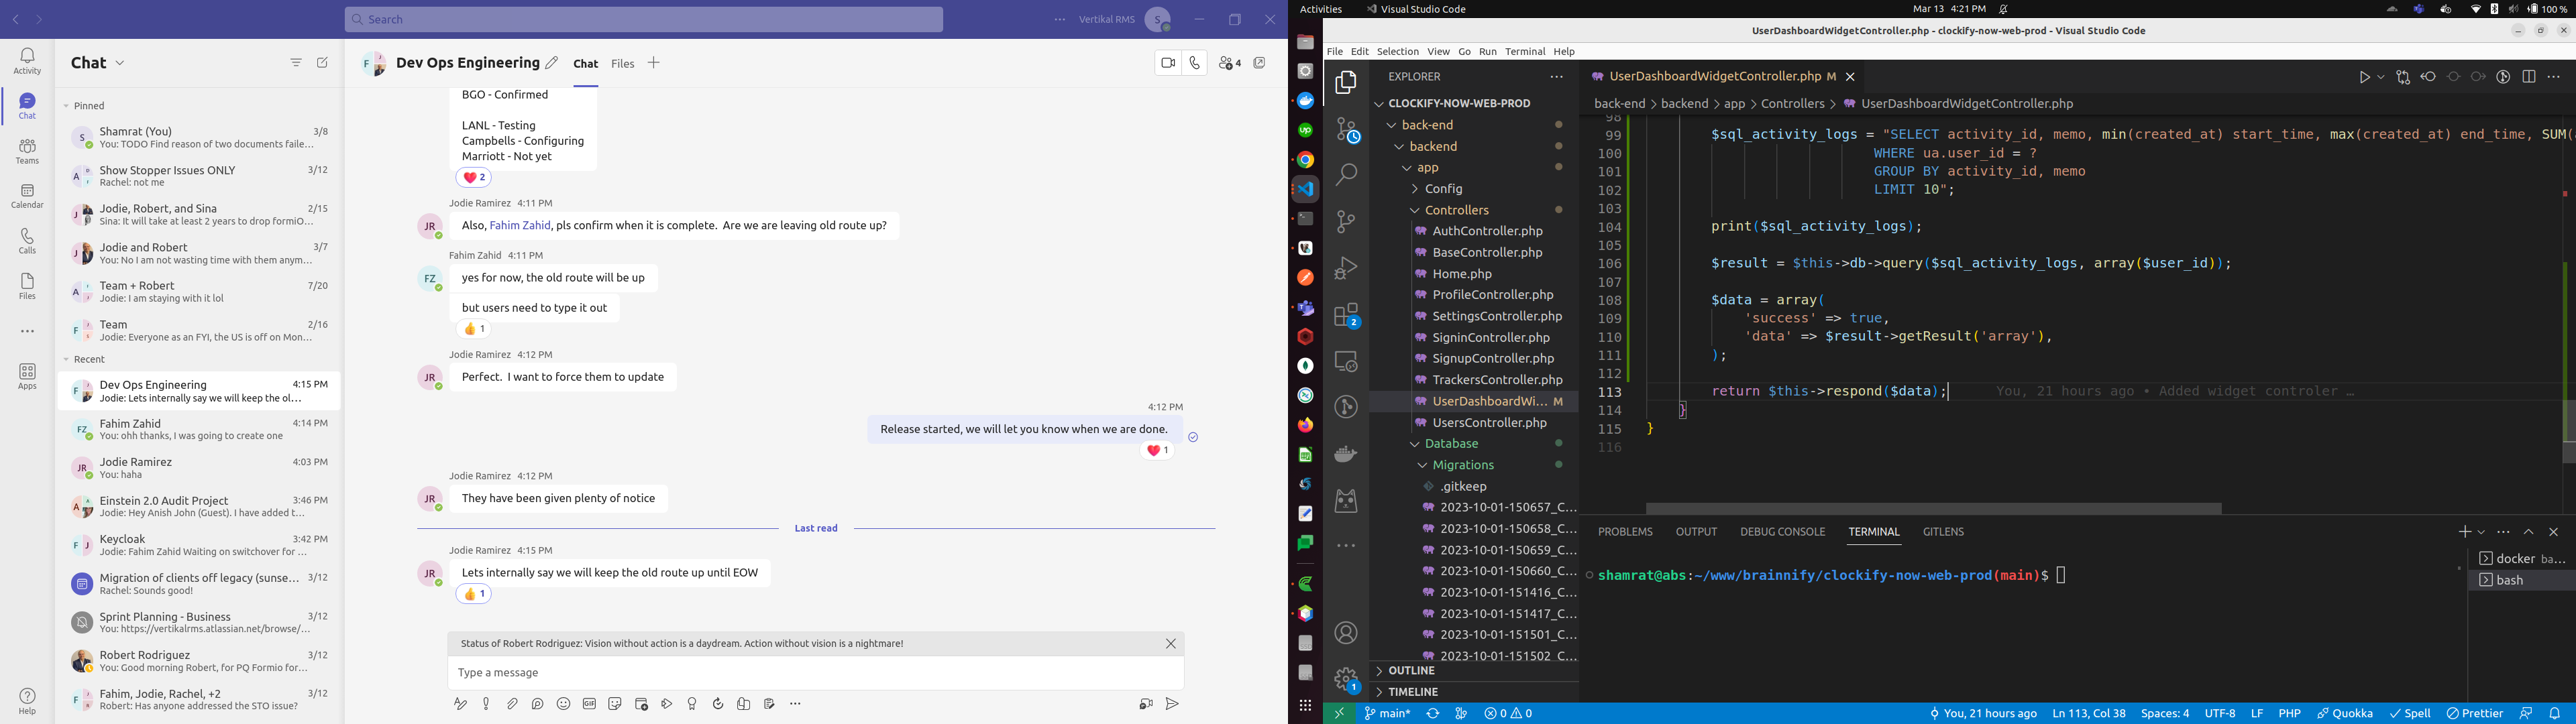 Search
Vertikal RMS
S
Activity
Chat
Teams
Calendar
Calls
Files
Apps
Help
Chat
Pinned
Shamrat (You)
3/8
You: TODO Find reason of two documents faile...
Show Stopper Issues ONLY
3/12
Rachel: not me
Jodie, Robert, and Sina
2/15
Sina: It will take at least 2 years to drop formiO...
Jodie and Robert
3/7
You: No I am not wasting time with them anym...
Team + Robert
7/20
Jodie: I am staying with it lol
Team
2/16
Jodie: Everyone as an FYI, the US is off on Mon...
Recent
Dev Ops Engineering
4:15 PM
Jodie: Lets internally say we will keep the ol...
Fahim Zahid
4:14 PM
You: ohh thanks, I was going to create one
Jodie Ramirez
4:03 PM
You: haha
Einstein 2.0 Audit Project
3:46 PM
Jodie: Hey Anish John (Guest). I have added t...
Keycloak
3:42 PM
Jodie: Fahim Zahid Waiting on switchover for ...
Migration of clients off legacy (sunse...
3/12
Rachel: Sounds good!
Sprint Planning - Business
3/12
You: https://vertikalrms.atlassian.net/browse/...
Robert Rodriguez
3/12
You: Good morning Robert, for PQ Formio for...
Fahim, Jodie, Rachel, +2
3/12
Robert: Has anyone addressed the STO issue?
Dev Ops Engineering
Chat
Files
4
BGO - Confirmed
LANL - Testing
Campbells - Configuring
Marriott - Not yet
2
Jodie Ramirez 4:11 PM
JR
Also, Fahim Zahid, pls confirm when it is complete. Are we leaving old route up?
Fahim Zahid 4:11 PM
FZ
yes for now, the old route will be up
but users need to type it out
1
Jodie Ramirez 4:12 PM
JR
Perfect. I want to force them to update
4:12 PM
Release started, we will let you know when we are done.
1
Jodie Ramirez 4:12 PM
JR
They have been given plenty of notice
Last read
Jodie Ramirez 4:15 PM
JR
Lets internally say we will keep the old route up until EOW
1
Status of Robert Rodriguez: Vision without action is a daydream. Action without vision is a nightmare!
Type a message
Activities
Visual Studio Code
Mar 13 4:21 PM
100 %
UserDashboardWidgetController.php - clockify-now-web-prod - Visual Studio Code
File Edit Selection View Go Run Terminal Help
EXPLORER
CLOCKIFY-NOW-WEB-PROD
back-end
backend
app
Config
Controllers
AuthController.php
BaseController.php
Home.php
ProfileController.php
SettingsController.php
SigninController.php
SignupController.php
TrackersController.php
UserDashboardWi... M
UsersController.php
Database
Migrations
.gitkeep
2023-10-01-150657_C...
2023-10-01-150658_C...
2023-10-01-150659_C...
2023-10-01-150660_C...
2023-10-01-151416_C...
2023-10-01-151417_C...
2023-10-01-151501_C...
2023-10-01-151502_C...
OUTLINE
TIMELINE
UserDashboardWidgetController.php M
back-end > backend > app > Controllers > UserDashboardWidgetController.php
98
99 $sql_activity_logs = "SELECT activity_id, memo, min(created_at) start_time, max(created_at) end_time, SUM(
100 WHERE ua.user_id = ?
101 GROUP BY activity_id, memo
102 LIMIT 10";
103
104 print($sql_activity_logs);
105
106 $result = $this->db->query($sql_activity_logs, array($user_id));
107
108 $data = array(
109 'success' => true,
110 'data' => $result->getResult('array'),
111 );
112
113 return $this->respond($data); You, 21 hours ago • Added widget controler …
114 }
115 }
116
PROBLEMS OUTPUT DEBUG CONSOLE TERMINAL GITLENS
shamrat@abs:~/www/brainnify/clockify-now-web-prod(main)$
docker ba...
bash
main*
0 0
You, 21 hours ago
Ln 113, Col 38
Spaces: 4
UTF-8
LF
PHP
Quokka
Spell
Prettier